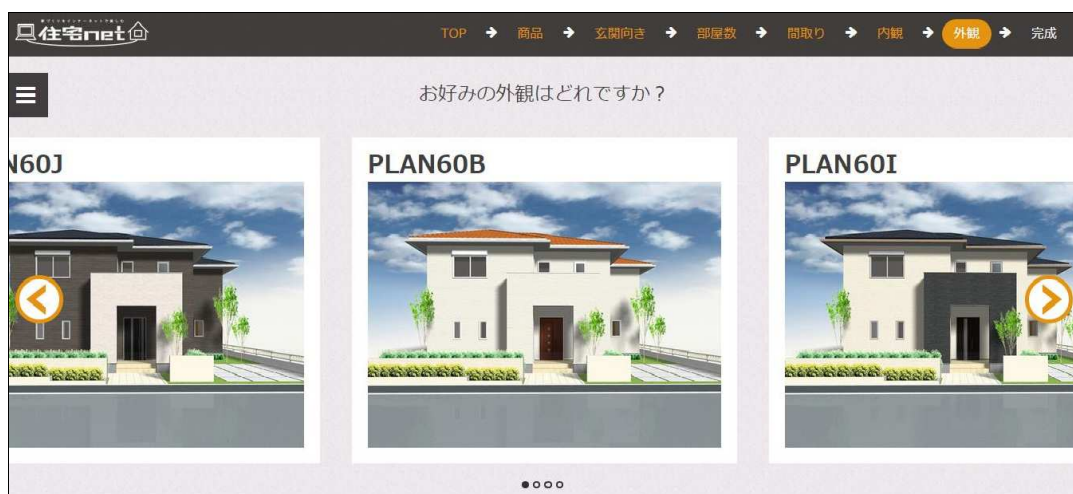 住宅net
TOP → 商品 → 玄関向き → 部屋数 → 間取り → 内観 → 外観 → 完成
お好みの外観はどれですか？
N60J
PLAN60B
PLAN60I